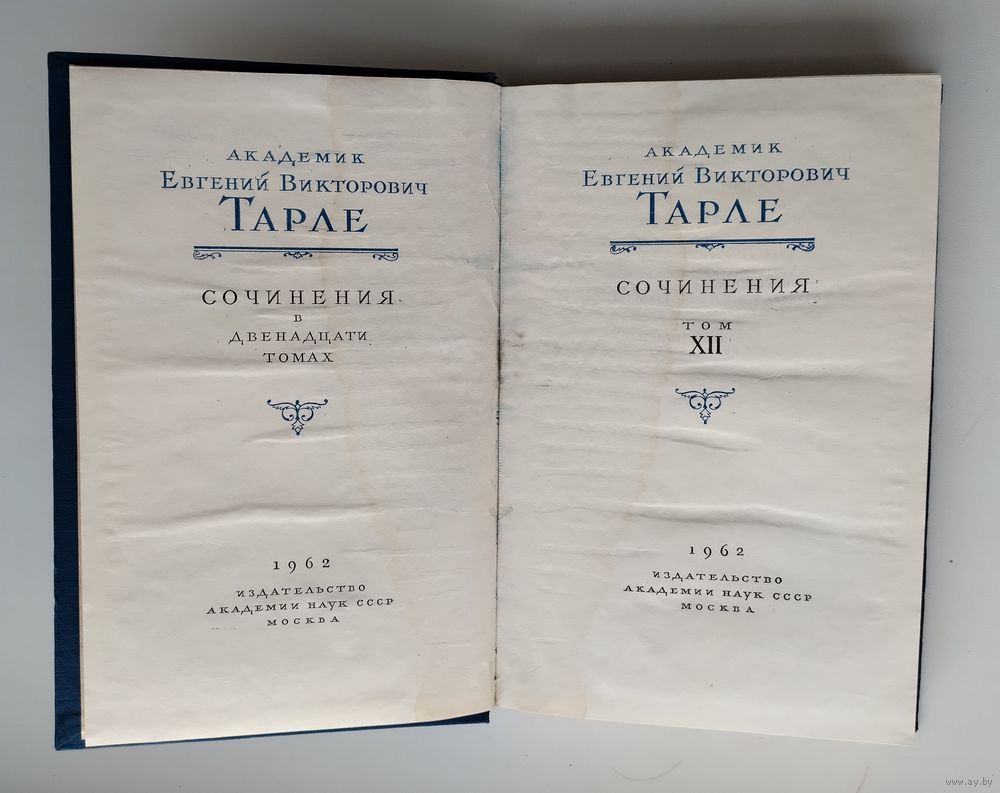 АКАДЕМИК
ЕВГЕНИЙ ВИКТОРОВИЧ
ТАРЛЕ
СОЧИНЕНИЯ
В
ДВЕНАДЦАТИ
ТОМАХ
1962
ИЗДАТЕЛЬСТВО
АКАДЕМИИ НАУК СССР
МОСКВА
АКАДЕМИК
ЕВГЕНИЙ ВИКТОРОВИЧ
ТАРЛЕ
СОЧИНЕНИЯ
ТОМ
XII
1962
ИЗДАТЕЛЬСТВО
АКАДЕМИИ НАУК СССР
МОСКВА
www.ay.by